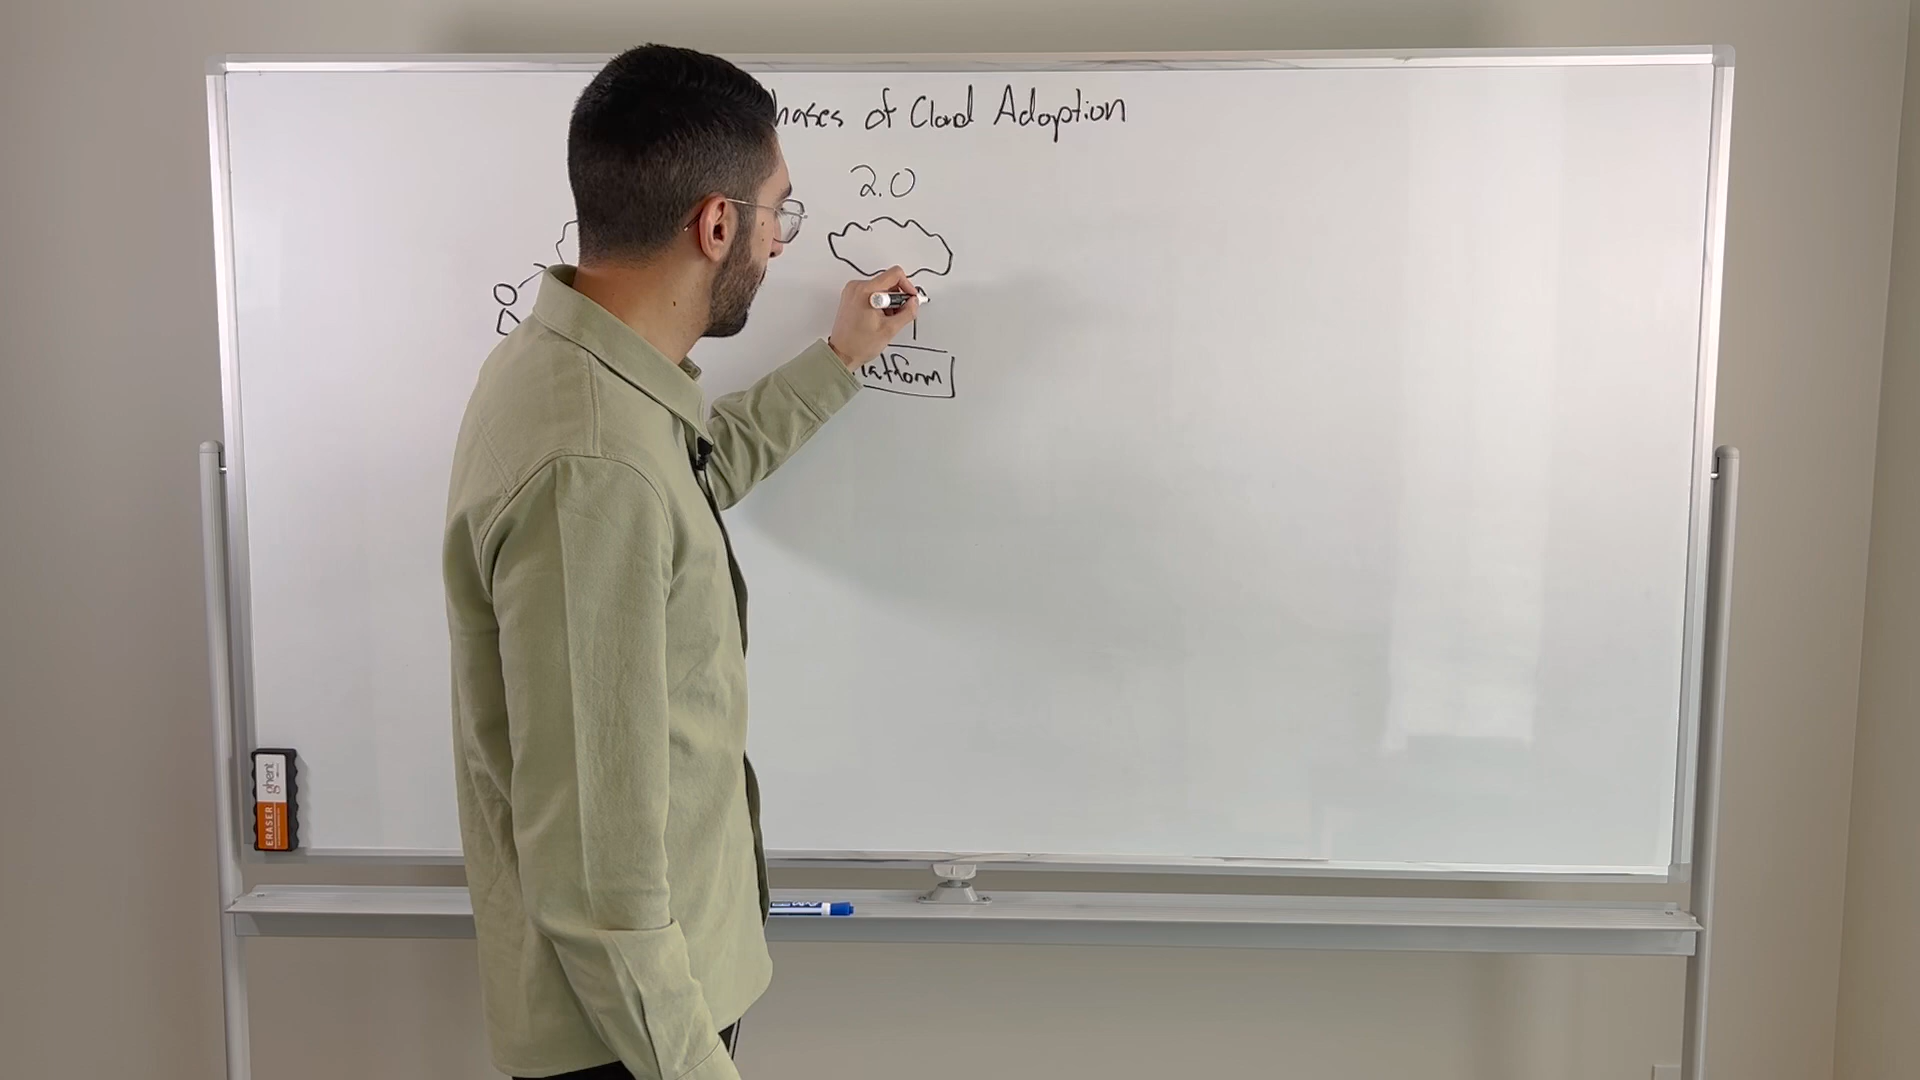 hases of Cloud Adoption
2.0
latform
ghent
ERASER